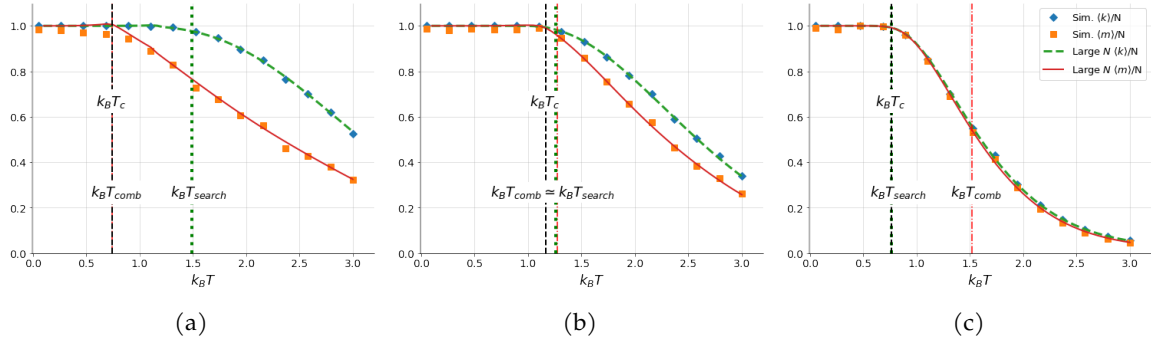 1.0
0.8
0.6
0.4
0.2
0.0
k_BT_c
k_BT_comb k_BT_search
0.0 0.5 1.0 1.5 2.0 2.5 3.0
k_BT
(a)
1.0
0.8
0.6
0.4
0.2
0.0
k_BT_c
k_BT_comb ≃ k_BT_search
0.0 0.5 1.0 1.5 2.0 2.5 3.0
k_BT
(b)
Sim. ⟨k⟩/N
Sim. ⟨m⟩/N
Large N ⟨k⟩/N
Large N ⟨m⟩/N
1.0
0.8
0.6
0.4
0.2
0.0
k_BT_c
k_BT_search k_BT_comb
0.0 0.5 1.0 1.5 2.0 2.5 3.0
k_BT
(c)